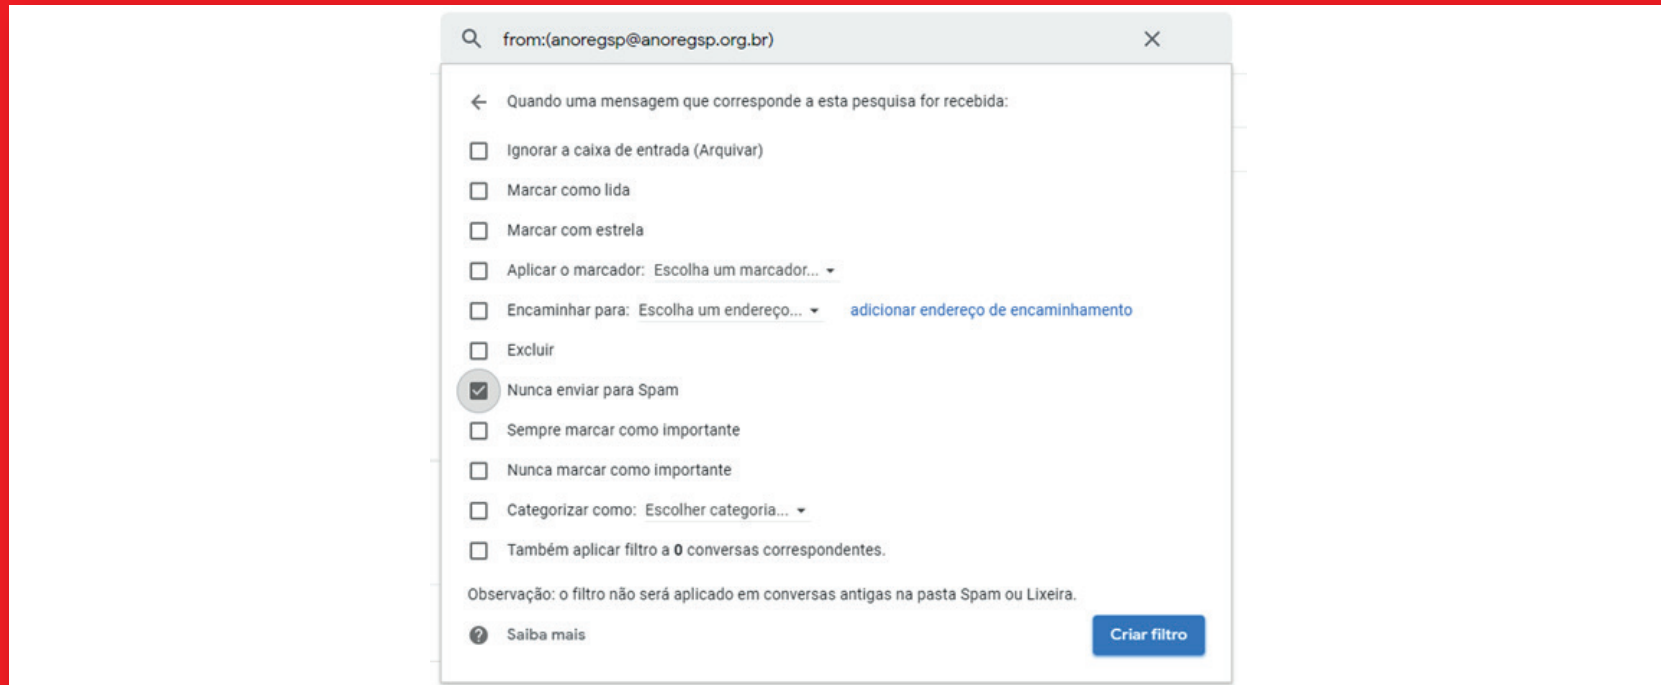 from:(anoregsp@anoregsp.org.br)
Quando uma mensagem que corresponde a esta pesquisa for recebida:
Ignorar a caixa de entrada (Arquivar)
Marcar como lida
Marcar com estrela
Aplicar o marcador: Escolha um marcador...
Encaminhar para: Escolha um endereço... adicionar endereço de encaminhamento
Excluir
Nunca enviar para Spam
Sempre marcar como importante
Nunca marcar como importante
Categorizar como: Escolher categoria...
Também aplicar filtro a 0 conversas correspondentes.
Observação: o filtro não será aplicado em conversas antigas na pasta Spam ou Lixeira.
Saiba mais Criar filtro